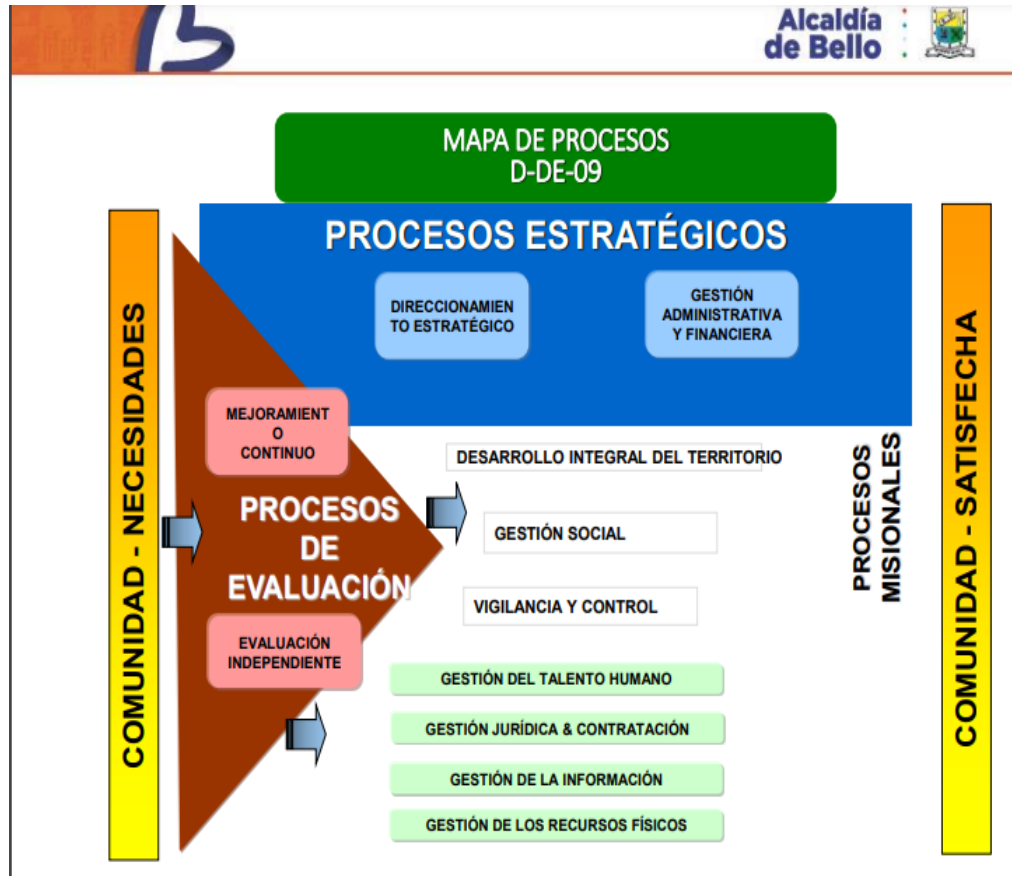 Alcaldía
de Bello
MAPA DE PROCESOS
D-DE-09
PROCESOS ESTRATÉGICOS
DIRECCIONAMIEN
TO ESTRATÉGICO
GESTIÓN
ADMINISTRATIVA
Y FINANCIERA
COMUNIDAD - NECESIDADES
MEJORAMIENT
O
CONTINUO
PROCESOS
DE
EVALUACIÓN
EVALUACIÓN
INDEPENDIENTE
DESARROLLO INTEGRAL DEL TERRITORIO
GESTIÓN SOCIAL
VIGILANCIA Y CONTROL
PROCESOS
MISIONALES
GESTIÓN DEL TALENTO HUMANO
GESTIÓN JURÍDICA & CONTRATACIÓN
GESTIÓN DE LA INFORMACIÓN
GESTIÓN DE LOS RECURSOS FÍSICOS
COMUNIDAD - SATISFECHA